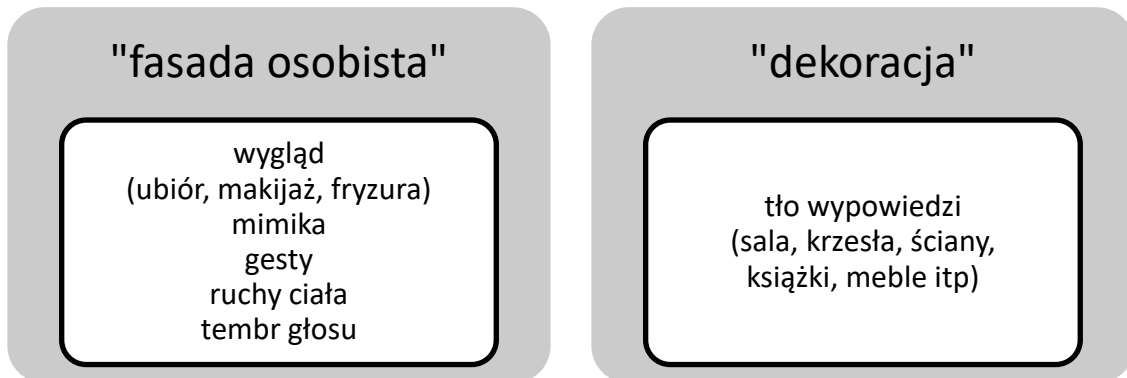 "fasada osobista"
wygląd
(ubiór, makijaż, fryzura)
mimika
gesty
ruchy ciała
tembr głosu
"dekoracja"
tło wypowiedzi
(sala, krzesła, ściany,
książki, meble itp)